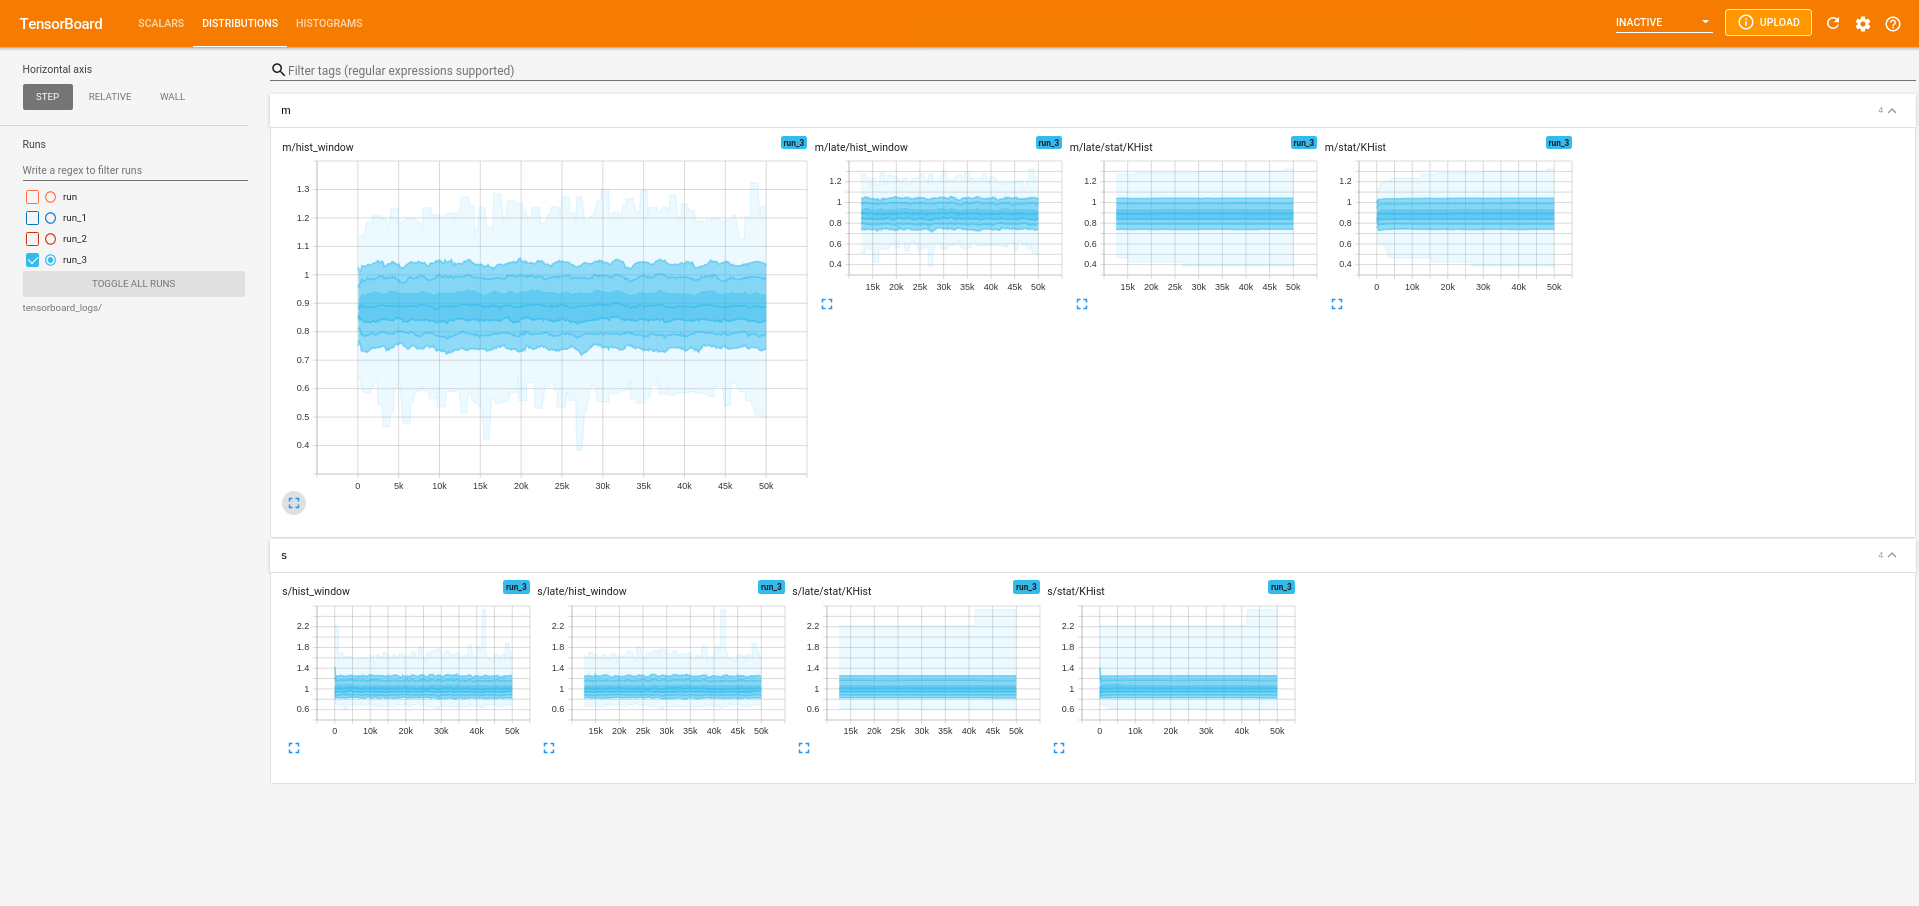 TensorBoard SCALARS DISTRIBUTIONS HISTOGRAMS INACTIVE UPLOAD
Horizontal axis
STEP RELATIVE WALL
Runs
Write a regex to filter runs
run
run_1
run_2
run_3
TOGGLE ALL RUNS
tensorboard_logs/
Filter tags (regular expressions supported)
m 4
m/hist_window run_3
1.3
1.2
1.1
1
0.9
0.8
0.7
0.6
0.5
0.4
0 5k 10k 15k 20k 25k 30k 35k 40k 45k 50k
m/late/hist_window run_3
1.2
1
0.8
0.6
0.4
15k 20k 25k 30k 35k 40k 45k 50k
m/late/stat/KHist run_3
1.2
1
0.8
0.6
0.4
15k 20k 25k 30k 35k 40k 45k 50k
m/stat/KHist run_3
1.2
1
0.8
0.6
0.4
0 10k 20k 30k 40k 50k
s 4
s/hist_window run_3
2.2
1.8
1.4
1
0.6
0 10k 20k 30k 40k 50k
s/late/hist_window run_3
2.2
1.8
1.4
1
0.6
15k 20k 25k 30k 35k 40k 45k 50k
s/late/stat/KHist run_3
2.2
1.8
1.4
1
0.6
15k 20k 25k 30k 35k 40k 45k 50k
s/stat/KHist run_3
2.2
1.8
1.4
1
0.6
0 10k 20k 30k 40k 50k